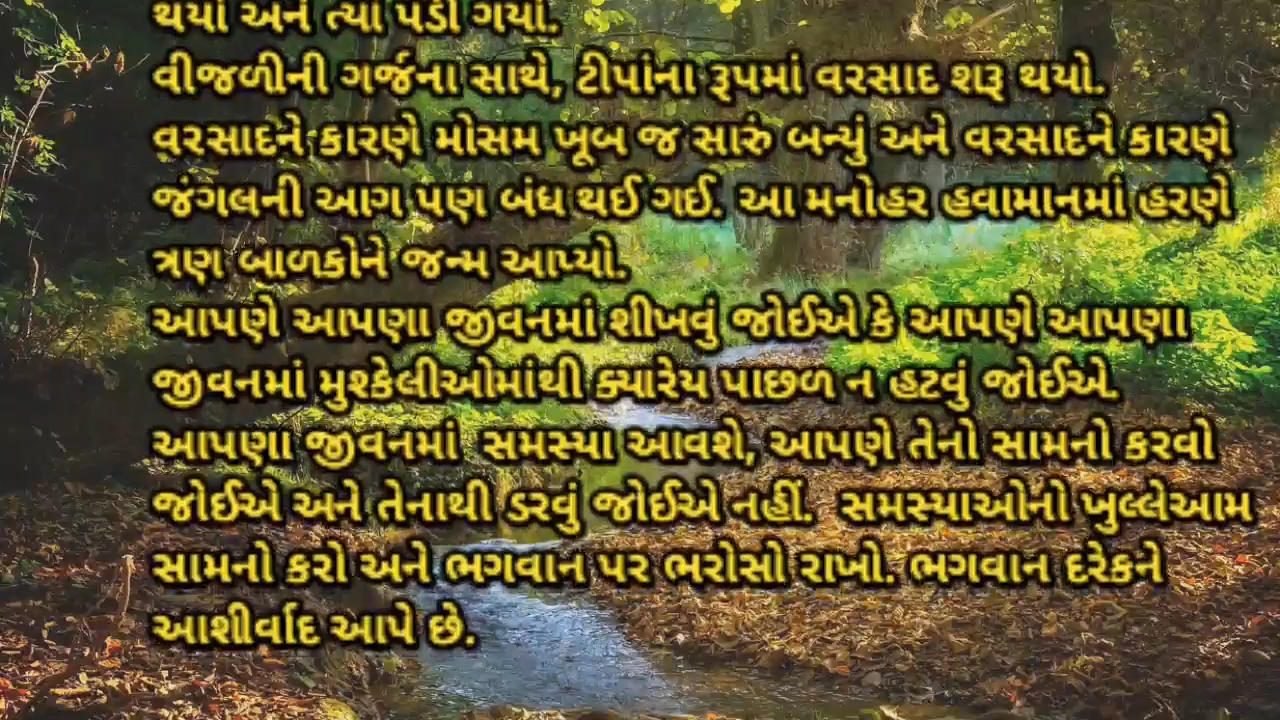 થયાં અને ત્યાં પડી ગયાં.
વીજળીની ગર્જના સાથે, ટીપાંના રૂપમાં વરસાદ શરૂ થયો.
વરસાદને કારણે મોસમ ખૂબ જ સારું બન્યું અને વરસાદને કારણે
જંગલની આગ પણ બંધ થઈ ગઈ. આ મનોહર હવામાનમાં હરણે
ત્રણ બાળકોને જન્મ આપ્યો.
આપણે આપણા જીવનમાં શીખવું જોઈએ કે આપણે આપણા
જીવનમાં મુશ્કેલીઓમાંથી ક્યારેય પાછળ ન હટવું જોઈએ.
આપણા જીવનમાં સમસ્યા આવશે, આપણે તેનો સામનો કરવો
જોઈએ અને તેનાથી ડરવું જોઈએ નહીં. સમસ્યાઓનો ખુલ્લેઆમ
સામનો કરો અને ભગવાન પર ભરોસો રાખો. ભગવાન દરેકને
આશીર્વાદ આપે છે.